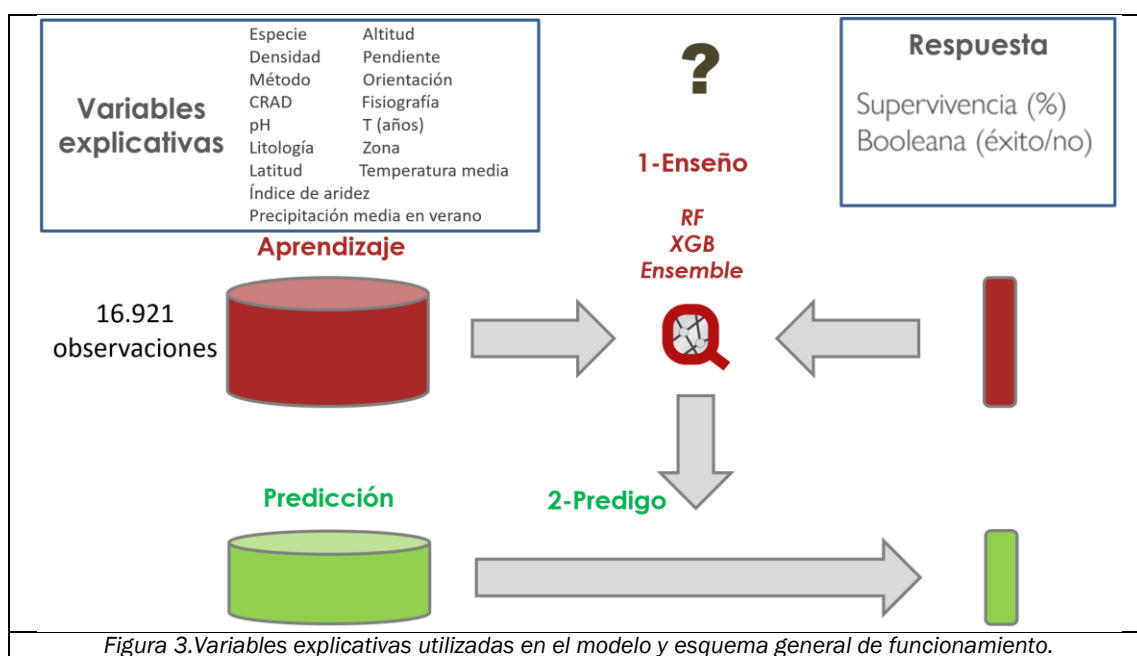 Variables
explicativas
Especie Altitud
Densidad Pendiente
Método Orientación
CRAD Fisiografía
pH T (años)
Litología Zona
Latitud Temperatura media
Índice de aridez
Precipitación media en verano
?
Respuesta
Supervivencia (%)
Booleana (éxito/no)
1-Enseño
RF
XGB
Ensemble
Aprendizaje
16.921
observaciones
Predicción
2-Predigo
Figura 3.Variables explicativas utilizadas en el modelo y esquema general de funcionamiento.